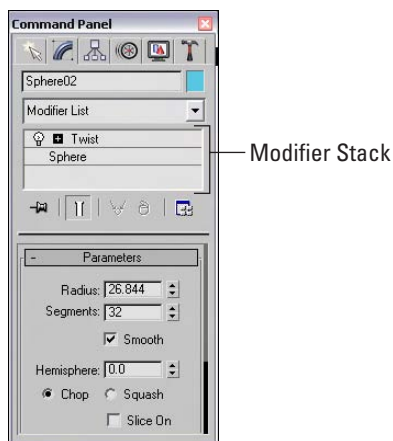 Command Panel
Sphere02
Modifier List
Twist
Sphere
Modifier Stack
Parameters
Radius: 26.844
Segments: 32
Smooth
Hemisphere: 0.0
Chop Squash
Slice On